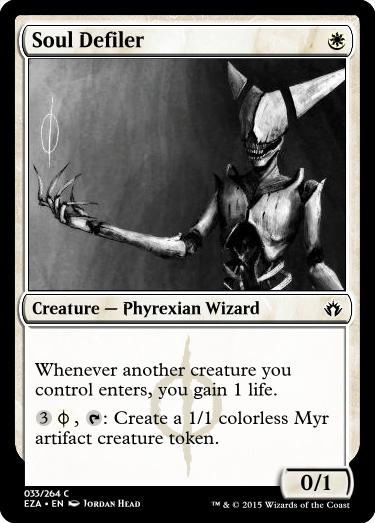 Soul Defiler
Creature — Phyrexian Wizard
Whenever another creature you
control enters, you gain 1 life.
3 ϕ, : Create a 1/1 colorless Myr
artifact creature token.
0/1
033/264 C
EZA • EN Jordan Head
™ & © 2015 Wizards of the Coast